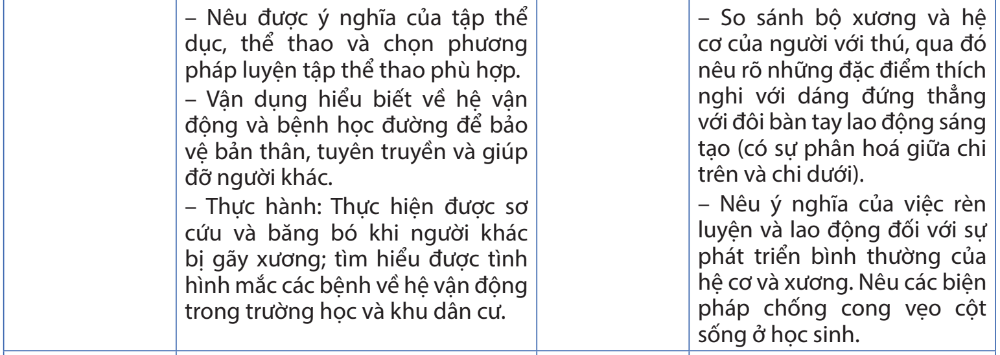 – Nêu được ý nghĩa của tập thể
dục, thể thao và chọn phương
pháp luyện tập thể thao phù hợp.
– Vận dụng hiểu biết về hệ vận
động và bệnh học đường để bảo
vệ bản thân, tuyên truyền và giúp
đỡ người khác.
– Thực hành: Thực hiện được sơ
cứu và băng bó khi người khác
bị gãy xương; tìm hiểu được tình
hình mắc các bệnh về hệ vận động
trong trường học và khu dân cư.
– So sánh bộ xương và hệ
cơ của người với thú, qua đó
nêu rõ những đặc điểm thích
nghi với dáng đứng thẳng
với đôi bàn tay lao động sáng
tạo (có sự phân hoá giữa chi
trên và chi dưới).
– Nêu ý nghĩa của việc rèn
luyện và lao động đối với sự
phát triển bình thường của
hệ cơ và xương. Nêu các biện
pháp chống cong vẹo cột
sống ở học sinh.